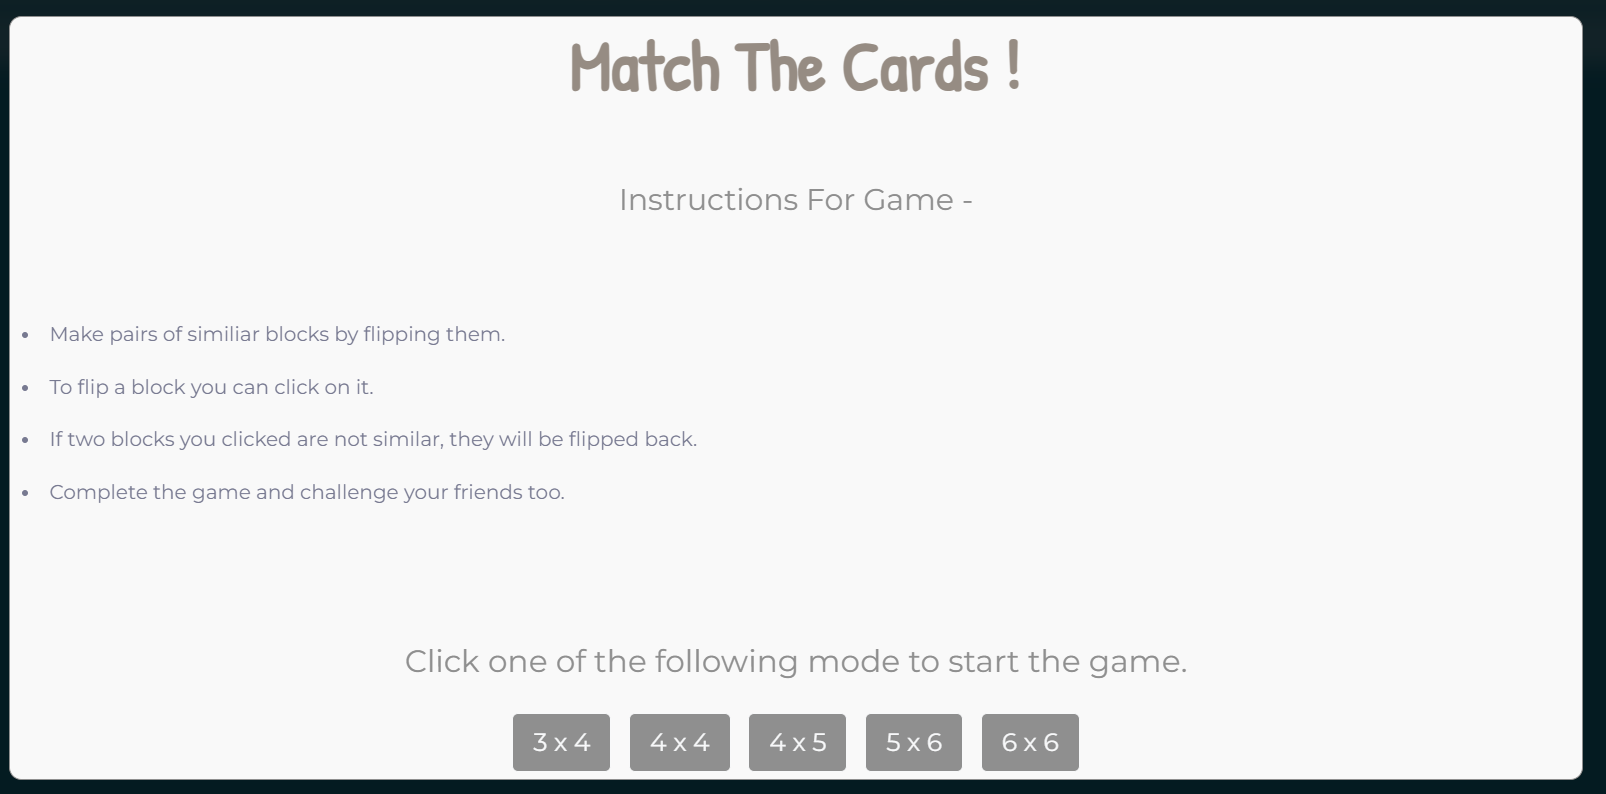 Match The Cards !
Instructions For Game -
• Make pairs of similiar blocks by flipping them.
• To flip a block you can click on it.
• If two blocks you clicked are not similar, they will be flipped back.
• Complete the game and challenge your friends too.
Click one of the following mode to start the game.
3 x 4 4 x 4 4 x 5 5 x 6 6 x 6